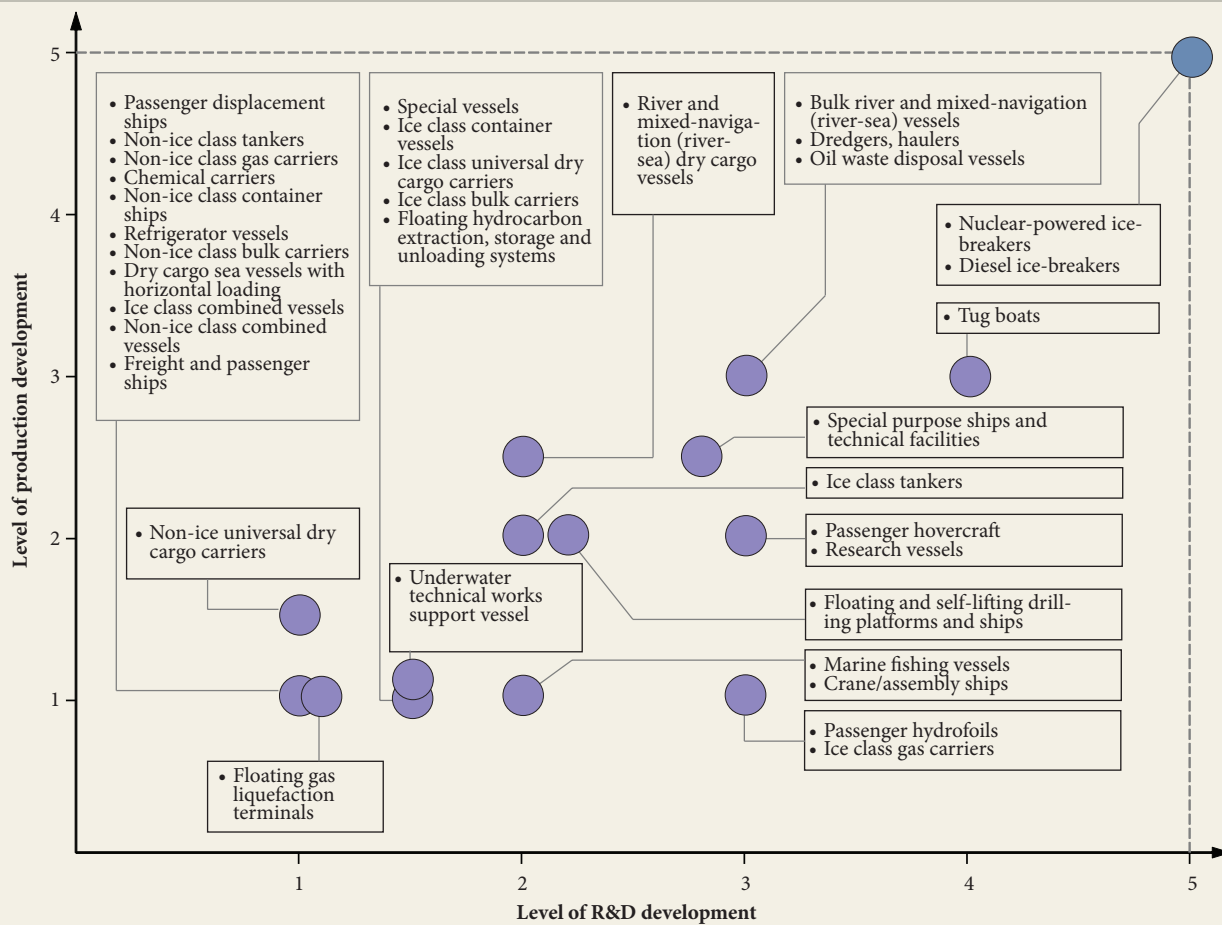 5
• Passenger displacement
ships
• Non-ice class tankers
• Non-ice class gas carriers
• Chemical carriers
• Non-ice class container
ships
• Refrigerator vessels
• Non-ice class bulk carriers
• Dry cargo sea vessels with
horizontal loading
• Ice class combined vessels
• Non-ice class combined
vessels
• Freight and passenger
ships
• Special vessels
• Ice class container
vessels
• Ice class universal dry
cargo carriers
• Ice class bulk carriers
• Floating hydrocarbon
extraction, storage and
unloading systems
• River and
mixed-naviga-
tion (river-
sea) dry cargo
vessels
• Bulk river and mixed-navigation
(river-sea) vessels
• Dredgers, haulers
• Oil waste disposal vessels
4
• Nuclear-powered ice-
breakers
• Diesel ice-breakers
• Tug boats
3
• Special purpose ships and
technical facilities
• Ice class tankers
• Non-ice universal dry
cargo carriers
2
• Passenger hovercraft
• Research vessels
• Underwater
technical works
support vessel
• Floating and self-lifting drill-
ing platforms and ships
• Marine fishing vessels
• Crane/assembly ships
1
• Passenger hydrofoils
• Ice class gas carriers
• Floating gas
liquefaction
terminals
Level of production development
1
2
3
4
5
Level of R&D development